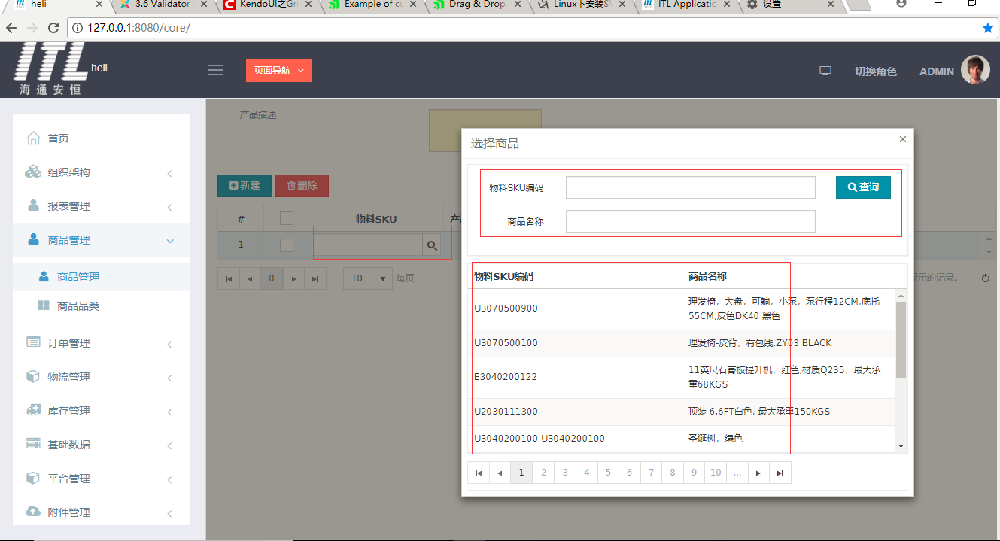 heli
3.6 Validator
KendoUI之Gri
Example of cu
Drag & Drop
Linux下安装SV
ITL Applicatio
设置
127.0.0.1:8080/core/
ITL
heli
海通安恒
页面导航
切换角色
ADMIN
首页
组织架构
报表管理
商品管理
商品管理
商品品类
订单管理
物流管理
库存管理
基础数据
平台管理
附件管理
产品描述
新建
删除
#
物料SKU
1
0
10
每页
示的记录。
选择商品
×
物料SKU编码
查询
商品名称
物料SKU编码 商品名称
U3070500900 理发椅，大盘，可躺，小泵，泵行程12CM,底托
55CM,皮色DK40 黑色
U3070500100 理发椅-皮背，有包线,ZY03 BLACK
E3040200122 11英尺石膏板提升机，红色,材质Q235，最大承
重68KGS
U2030111300 顶装 6.6FT白色, 最大承重150KGS
U3040200100 U3040200100 圣诞树，绿色
1 2 3 4 5 6 7 8 9 10 ...